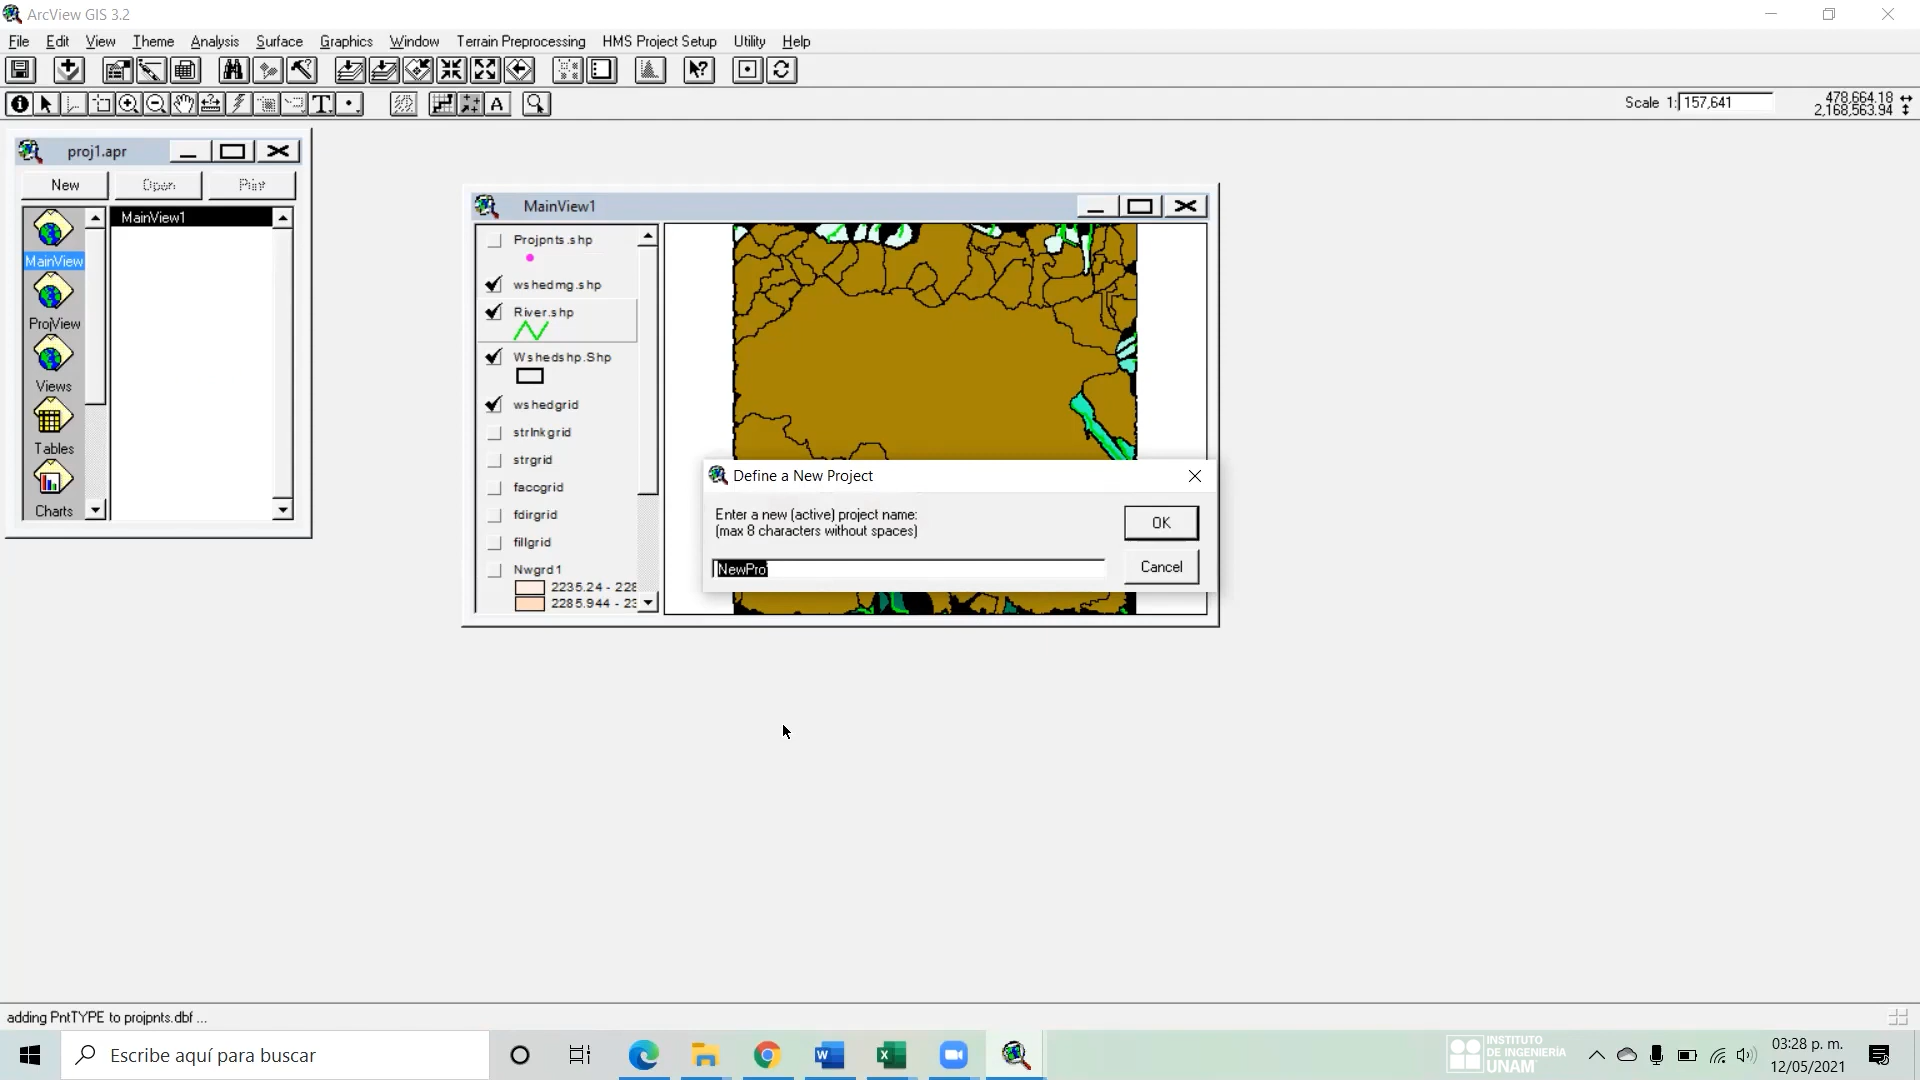 ArcView GIS 3.2
File Edit View Theme Analysis Surface Graphics Window Terrain Preprocessing HMS Project Setup Utility Help
Scale 1: 157,641
478,664.18
2,168,563.94
proj1.apr
New Open Print
MainView
ProjView
Views
Tables
Charts
MainView1
MainView1
Projpnts.shp
wshedmg.shp
River.shp
Wshedshp.Shp
wshedgrid
strlnkgrid
strgrid
faccgrid
fdirgrid
fillgrid
Nwgrd1
2235.24 - 228
2285.944 - 23
Define a New Project
Enter a new (active) project name:
(max 8 characters without spaces)
NewPro
OK
Cancel
adding PntTYPE to projpnts.dbf ...
Escribe aquí para buscar
INSTITUTO
DE INGENIERÍA
UNAM
03:28 p. m.
12/05/2021